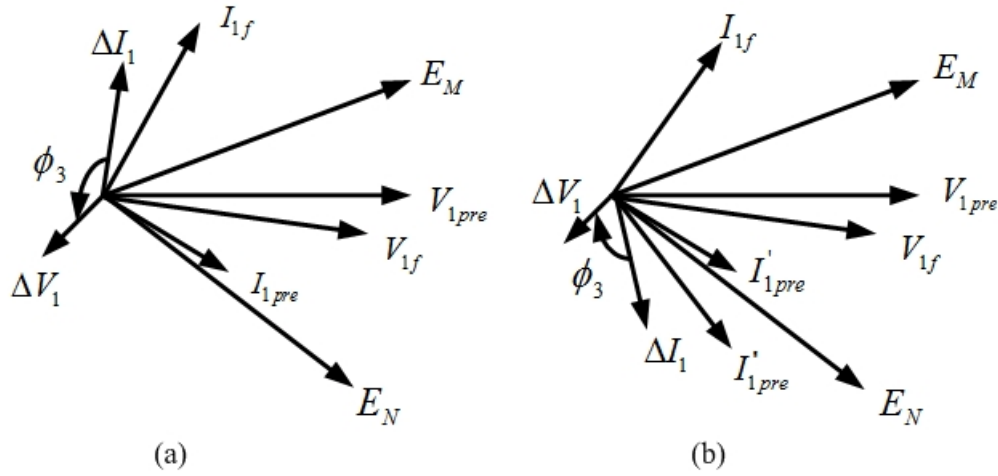 I1f
ΔI1
EM
ϕ3
V1pre
V1f
ΔV1
I1pre
EN
(a)
I1f
EM
ΔV1
V1pre
V1f
ϕ3
I'1pre
ΔI1
I"1pre
EN
(b)